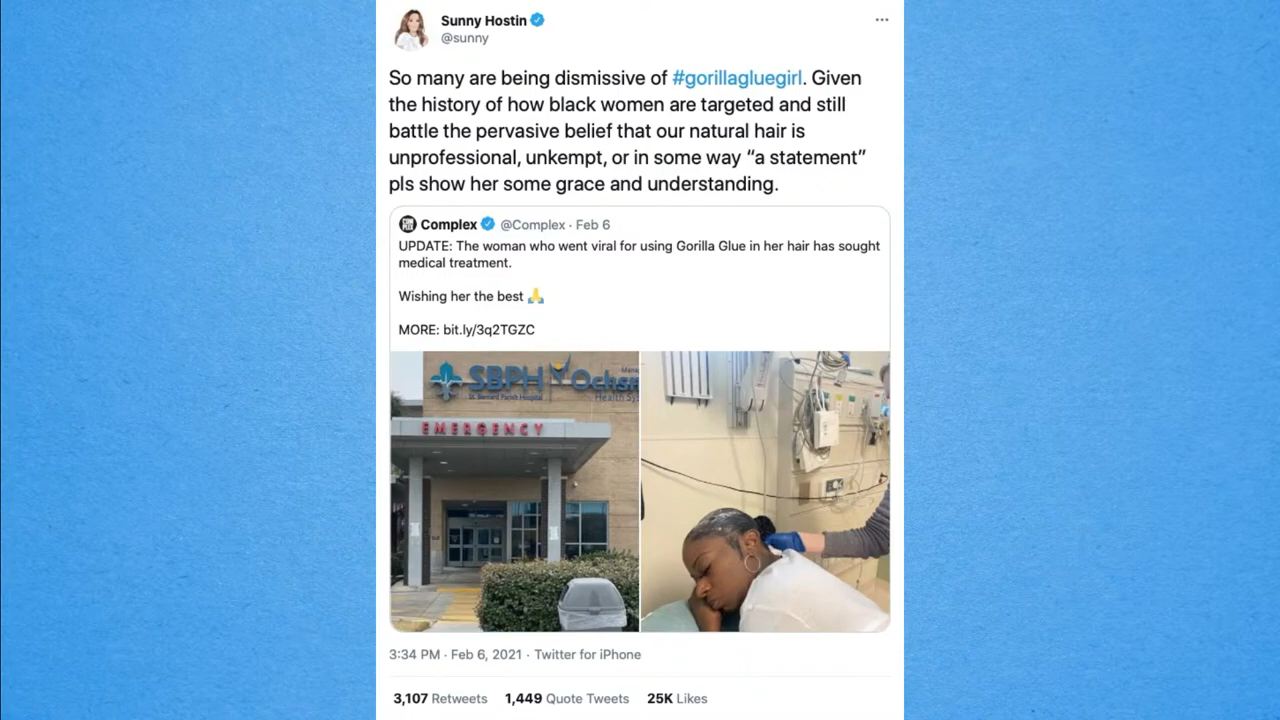 Sunny Hostin
@sunny
So many are being dismissive of #gorillagluegirl. Given
the history of how black women are targeted and still
battle the pervasive belief that our natural hair is
unprofessional, unkempt, or in some way “a statement”
pls show her some grace and understanding.
Complex @Complex · Feb 6
UPDATE: The woman who went viral for using Gorilla Glue in her hair has sought
medical treatment.
Wishing her the best 🙏
MORE: bit.ly/3q2TGZC
SBPH Ochsn
St. Bernard Parish Hospital Health Sys
EMERGENCY
3:34 PM · Feb 6, 2021 · Twitter for iPhone
3,107 Retweets 1,449 Quote Tweets 25K Likes